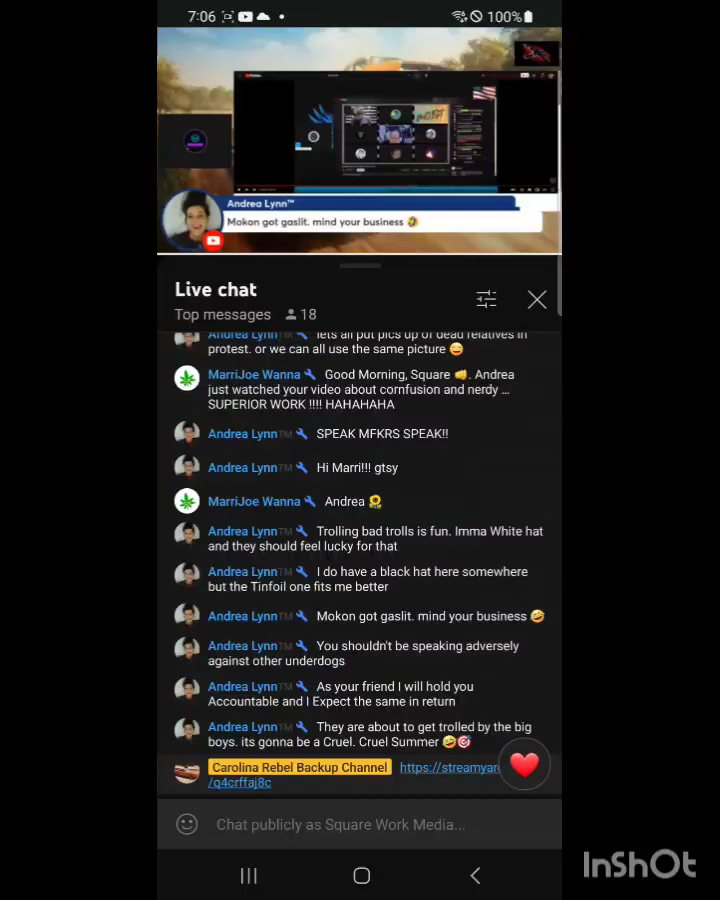 7:06
100%
Andrea Lynn™
Mokon got gaslit. mind your business 🤣
Live chat
Top messages 18
Andrea Lynn™ lets all put pics up of dead relatives in
protest. or we can all use the same picture 😅
MarriJoe Wanna Good Morning, Square 👊. Andrea
just watched your video about cornfusion and nerdy ...
SUPERIOR WORK !!!! HAHAHAHA
Andrea Lynn™ SPEAK MFKRS SPEAK!!
Andrea Lynn™ Hi Marri!!! gtsy
MarriJoe Wanna Andrea 🌻
Andrea Lynn™ Trolling bad trolls is fun. Imma White hat
and they should feel lucky for that
Andrea Lynn™ I do have a black hat here somewhere
but the Tinfoil one fits me better
Andrea Lynn™ Mokon got gaslit. mind your business 🤣
Andrea Lynn™ You shouldn't be speaking adversely
against other underdogs
Andrea Lynn™ As your friend I will hold you
Accountable and I Expect the same in return
Andrea Lynn™ They are about to get trolled by the big
boys. its gonna be a Cruel. Cruel Summer 🤣🎯
Carolina Rebel Backup Channel https://streamyar
/q4crffaj8c
Chat publicly as Square Work Media...
InShOt